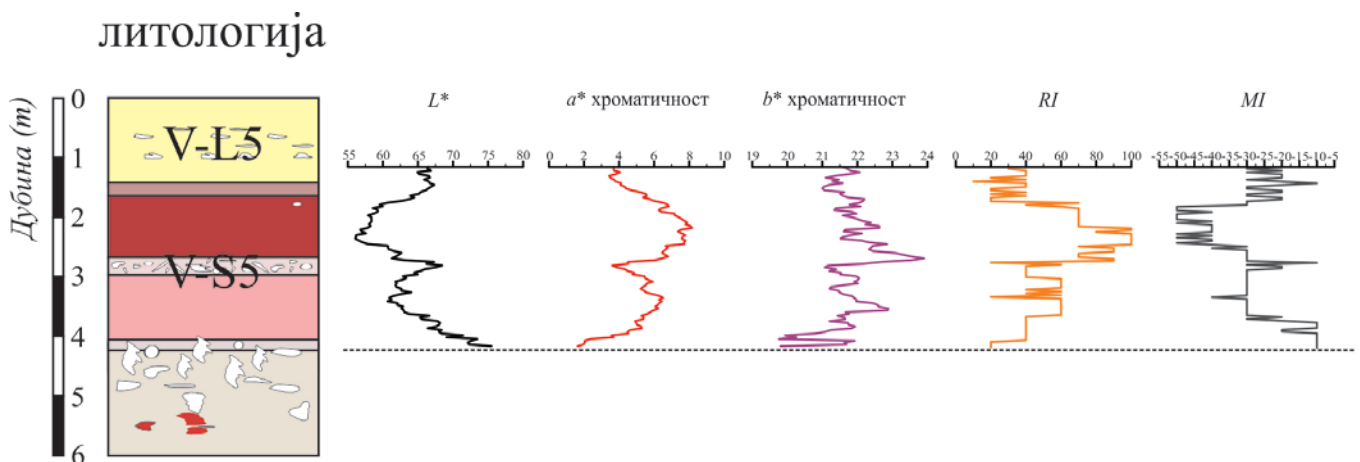 литологија
L*
a* хроматичност
b* хроматичност
RI
MI
Дубина (m)
0
1
2
3
4
5
6
V-L5
V-S5
55 60 65 70 75 80
0 2 4 6 8 10
19 20 21 22 23 24
0 20 40 60 80 100
-55 -50 -45 -40 -35 -30 -25 -20 -15 -10 -5